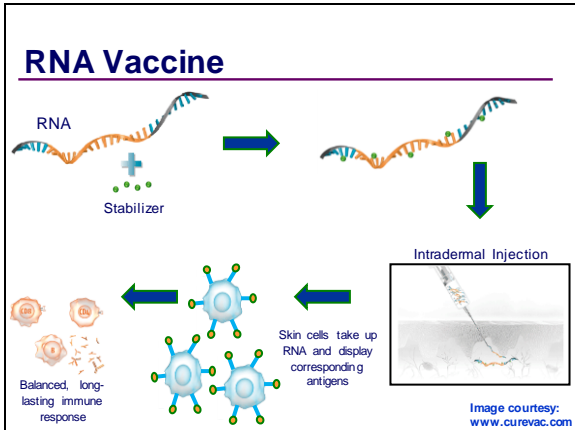 RNA Vaccine
RNA
Stabilizer
Intradermal Injection
Skin cells take up
RNA and display
corresponding
antigens
Balanced, long-
lasting immune
response
Image courtesy:
www.curevac.com